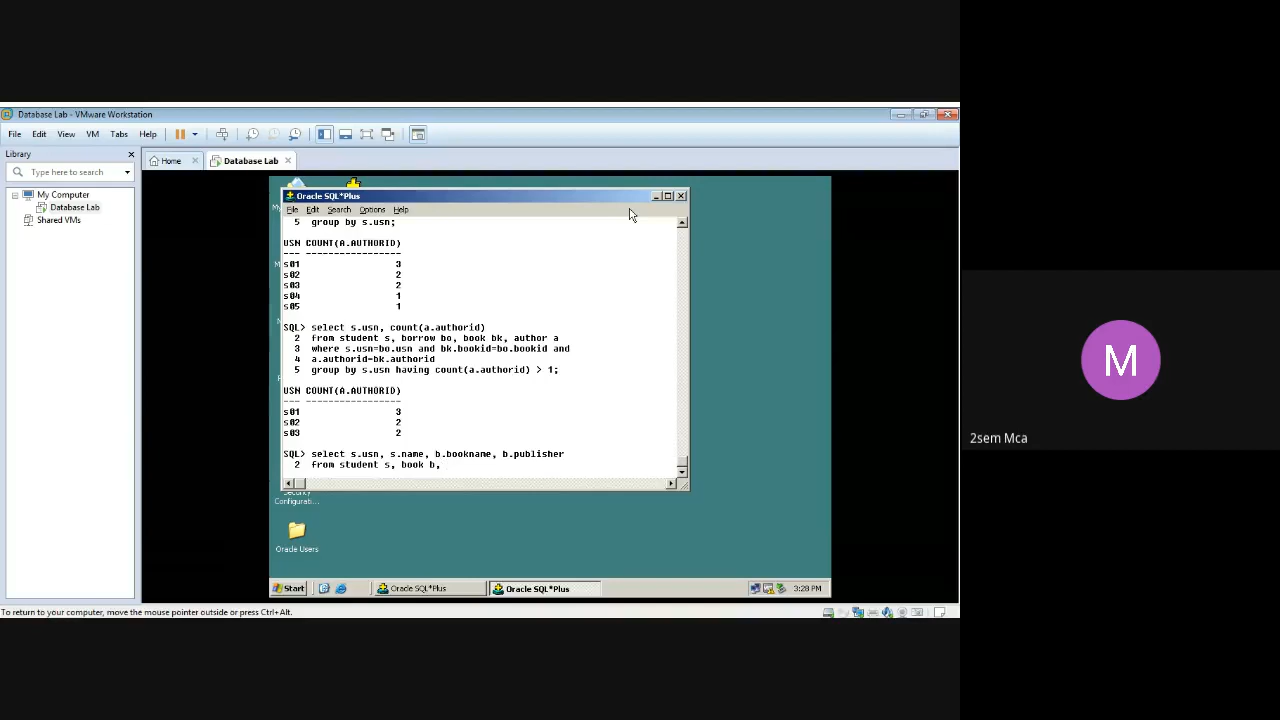 Database Lab - VMware Workstation
File Edit View VM Tabs Help
Library
Type here to search
My Computer
Database Lab
Shared VMs
Home
Database Lab
Oracle SQL*Plus
File Edit Search Options Help
5 group by s.usn;
USN COUNT(A.AUTHORID)
--- -----------------
s01 3
s02 2
s03 2
s04 1
s05 1
SQL> select s.usn, count(a.authorid)
2 from student s, borrow bo, book bk, author a
3 where s.usn=bo.usn and bk.bookid=bo.bookid and
4 a.authorid=bk.authorid
5 group by s.usn having count(a.authorid) > 1;
USN COUNT(A.AUTHORID)
--- -----------------
s01 3
s02 2
s03 2
SQL> select s.usn, s.name, b.bookname, b.publisher
2 from student s, book b,
Configurati...
Oracle Users
Start
Oracle SQL*Plus
Oracle SQL*Plus
3:28 PM
To return to your computer, move the mouse pointer outside or press Ctrl+Alt.
M
2sem Mca